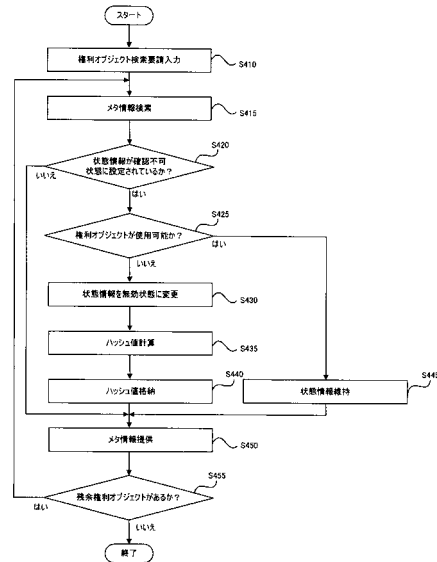 スタート
権利オブジェクト検索要請入力
S410
メタ情報検索
S415
状態情報が確認不可
状態に設定されているか？
S420
いいえ
はい
権利オブジェクトが使用可能か？
S425
はい
いいえ
状態情報を無効状態に変更
S430
ハッシュ値計算
S435
ハッシュ値格納
S440
状態情報維持
S445
メタ情報提供
S450
残余権利オブジェクトがあるか？
S455
はい
いいえ
終了